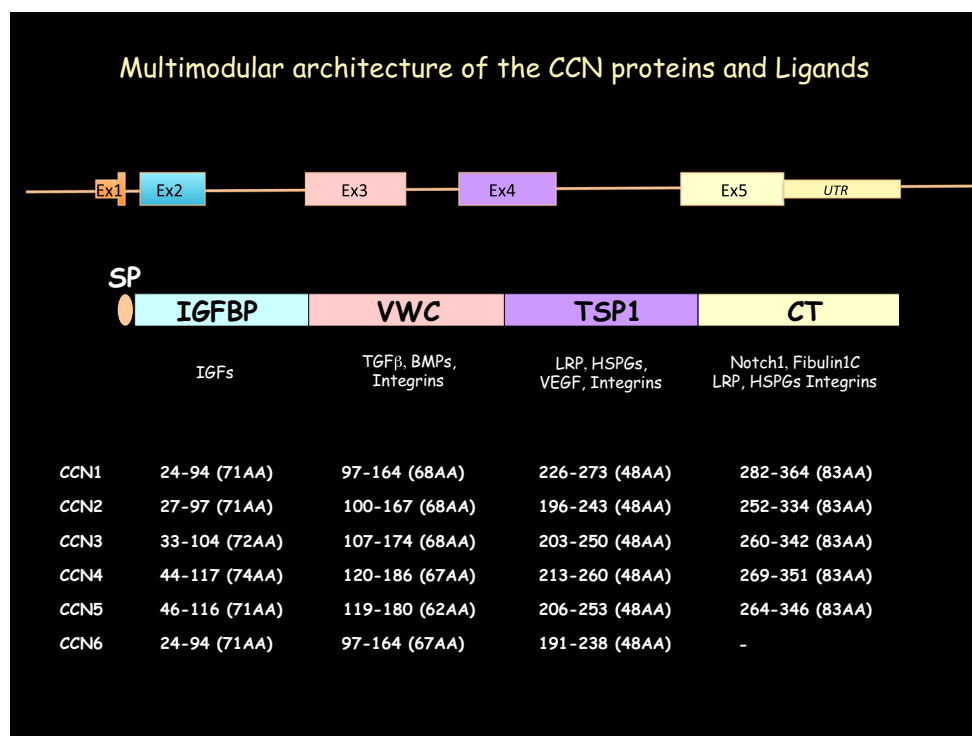 Multimodular architecture of the CCN proteins and Ligands
Ex1 Ex2 Ex3 Ex4 Ex5 UTR
SP
IGFBP VWC TSP1 CT
IGFs TGFβ, BMPs, Integrins LRP, HSPGs, VEGF, Integrins Notch1, Fibulin1C LRP, HSPGs Integrins
CCN1 24-94 (71AA) 97-164 (68AA) 226-273 (48AA) 282-364 (83AA)
CCN2 27-97 (71AA) 100-167 (68AA) 196-243 (48AA) 252-334 (83AA)
CCN3 33-104 (72AA) 107-174 (68AA) 203-250 (48AA) 260-342 (83AA)
CCN4 44-117 (74AA) 120-186 (67AA) 213-260 (48AA) 269-351 (83AA)
CCN5 46-116 (71AA) 119-180 (62AA) 206-253 (48AA) 264-346 (83AA)
CCN6 24-94 (71AA) 97-164 (67AA) 191-238 (48AA) -